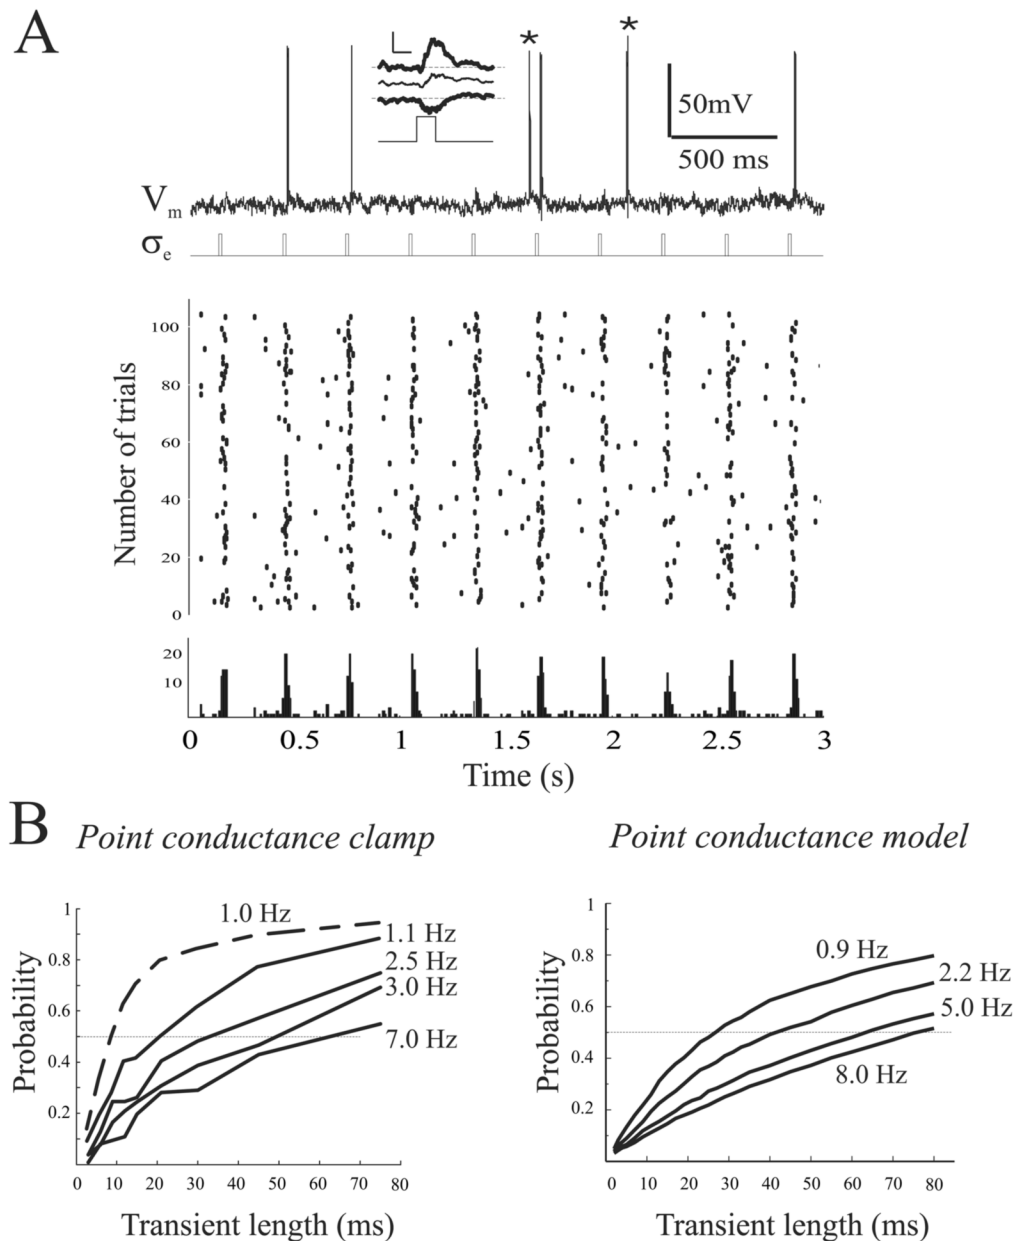 A
* *
50mV
500 ms
Vm
σe
Number of trials
100
80
60
40
20
0
20
10
0 0.5 1 1.5 2 2.5 3
Time (s)
B
Point conductance clamp
Probability
1
0.8
0.6
0.4
0.2
1.0 Hz
1.1 Hz
2.5 Hz
3.0 Hz
7.0 Hz
0 10 20 30 40 50 60 70 80
Transient length (ms)
Point conductance model
Probability
1
0.8
0.6
0.4
0.2
0.9 Hz
2.2 Hz
5.0 Hz
8.0 Hz
0 10 20 30 40 50 60 70 80
Transient length (ms)